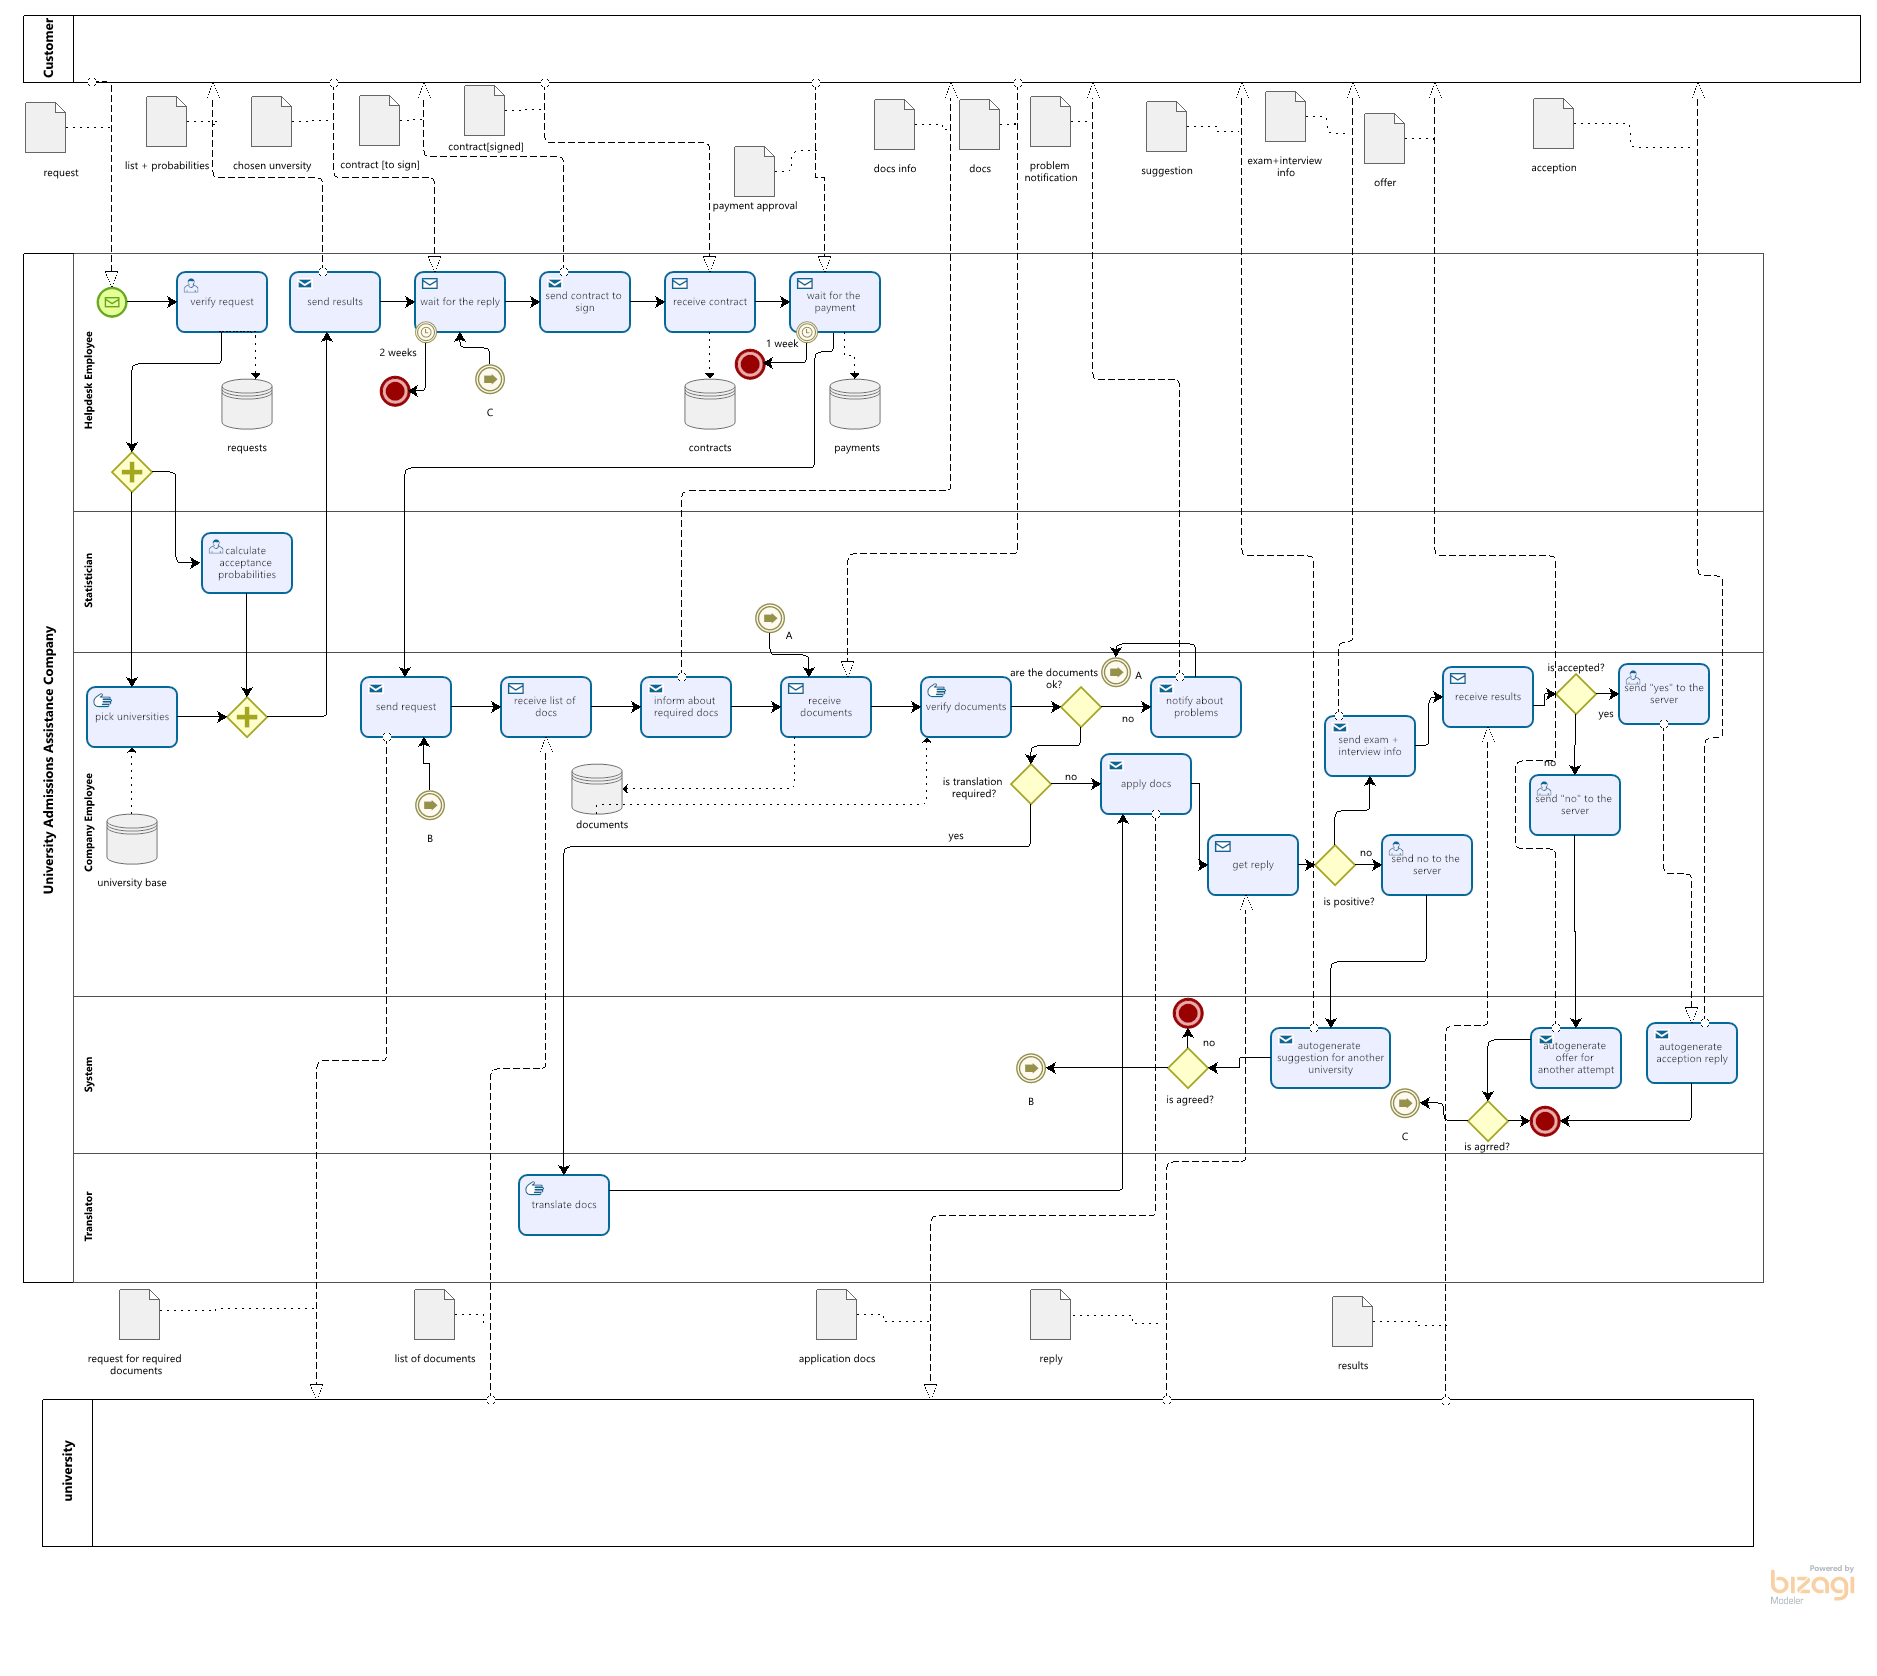 Customer
request
list + probabilities
chosen unversity
contract [to sign]
contract[signed]
payment approval
docs info
docs
problem
notification
suggestion
exam+interview
info
offer
acception
University Admissions Assistance Company
Helpdesk Employee
verify request
send results
wait for the reply
send contract to
sign
receive contract
wait for the
payment
2 weeks
1 week
C
requests
contracts
payments
Statistician
calculate
acceptance
probabilities
A
Company Employee
pick universities
send request
receive list of
docs
inform about
required docs
receive
documents
verify documents
are the documents
ok?
A
no
notify about
problems
is translation
required?
no
apply docs
yes
documents
B
university base
get reply
is positive?
no
send no to the
server
send exam +
interview info
receive results
is accepted?
yes
send "yes" to the
server
no
send "no" to the
server
System
B
no
is agreed?
autogenerate
suggestion for another
university
autogenerate
offer for
another attempt
autogenerate
acception reply
C
is agrred?
Translator
translate docs
request for required
documents
list of documents
application docs
reply
results
university
Powered by
bizagi
Modeler